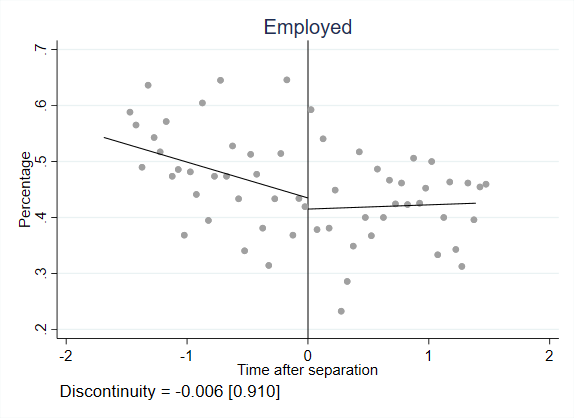 Employed
Percentage
.7
.6
.5
.4
.3
.2
-2 -1 0 1 2
Time after separation
Discontinuity = -0.006 [0.910]